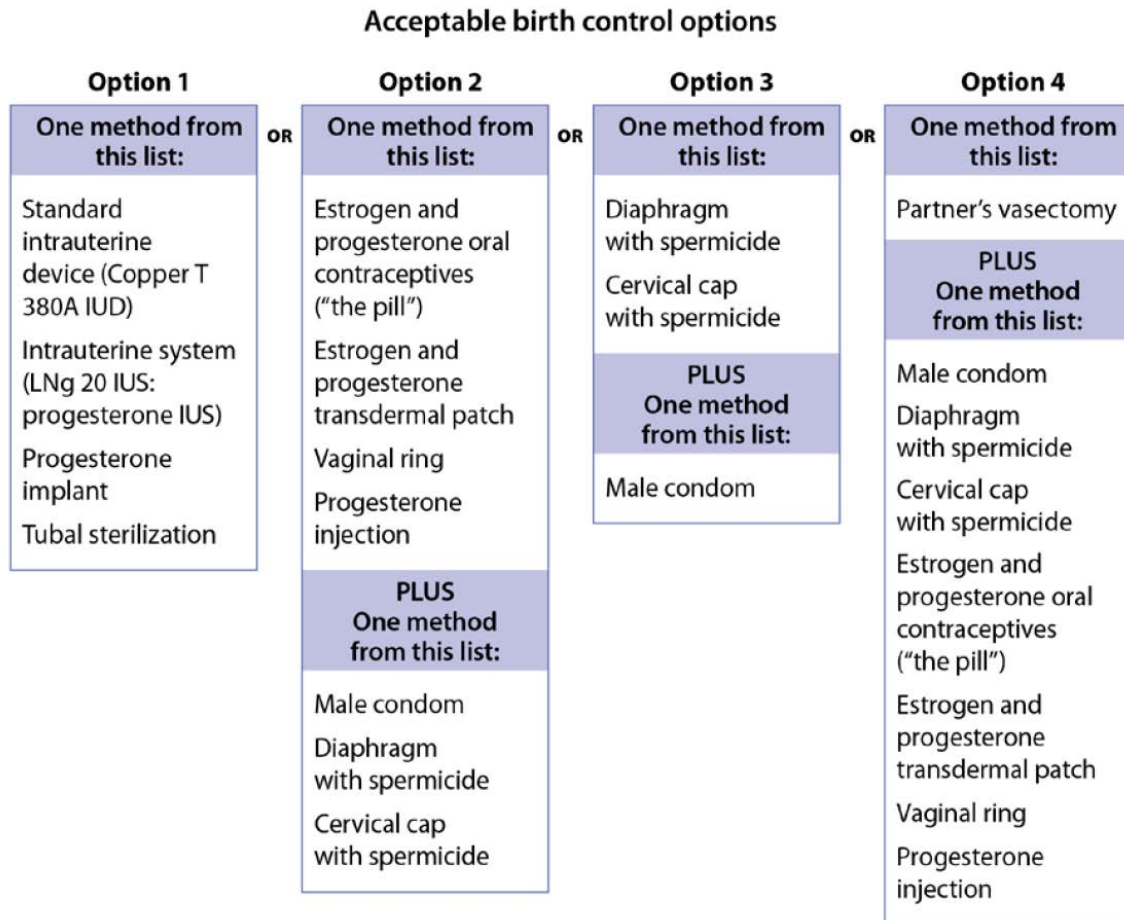 Acceptable birth control options
Option 1
One method from
this list:
Standard
intrauterine
device (Copper T
380A IUD)
Intrauterine system
(LNg 20 IUS:
progesterone IUS)
Progesterone
implant
Tubal sterilization
OR
Option 2
One method from
this list:
Estrogen and
progesterone oral
contraceptives
(“the pill”)
Estrogen and
progesterone
transdermal patch
Vaginal ring
Progesterone
injection
PLUS
One method
from this list:
Male condom
Diaphragm
with spermicide
Cervical cap
with spermicide
OR
Option 3
One method from
this list:
Diaphragm
with spermicide
Cervical cap
with spermicide
PLUS
One method
from this list:
Male condom
OR
Option 4
One method from
this list:
Partner’s vasectomy
PLUS
One method
from this list:
Male condom
Diaphragm
with spermicide
Cervical cap
with spermicide
Estrogen and
progesterone oral
contraceptives
(“the pill”)
Estrogen and
progesterone
transdermal patch
Vaginal ring
Progesterone
injection